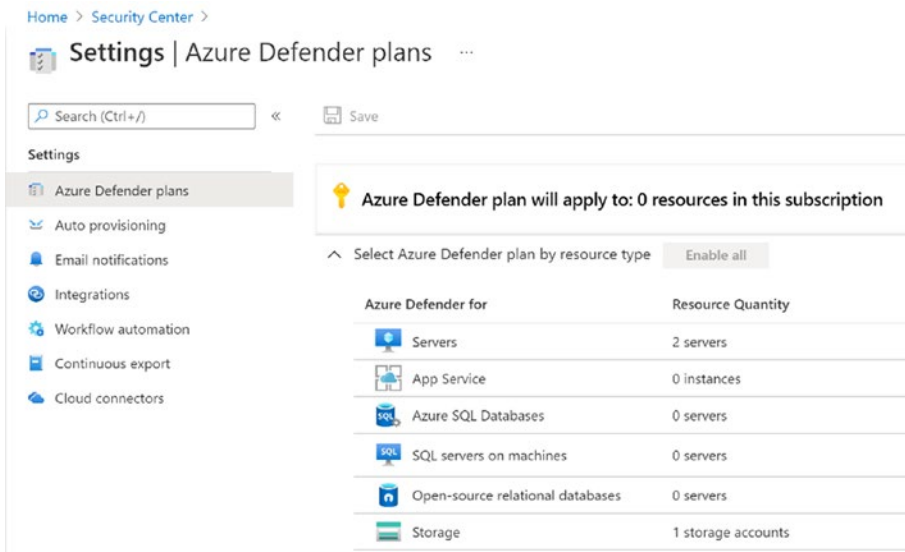 Home > Security Center >
Settings | Azure Defender plans ...
Search (Ctrl+/)
«
Save
Settings
Azure Defender plans
Auto provisioning
Email notifications
Integrations
Workflow automation
Continuous export
Cloud connectors
Azure Defender plan will apply to: 0 resources in this subscription
Select Azure Defender plan by resource type Enable all
Azure Defender for Resource Quantity
Servers 2 servers
App Service 0 instances
SQL Azure SQL Databases 0 servers
SQL SQL servers on machines 0 servers
Open-source relational databases 0 servers
Storage 1 storage accounts